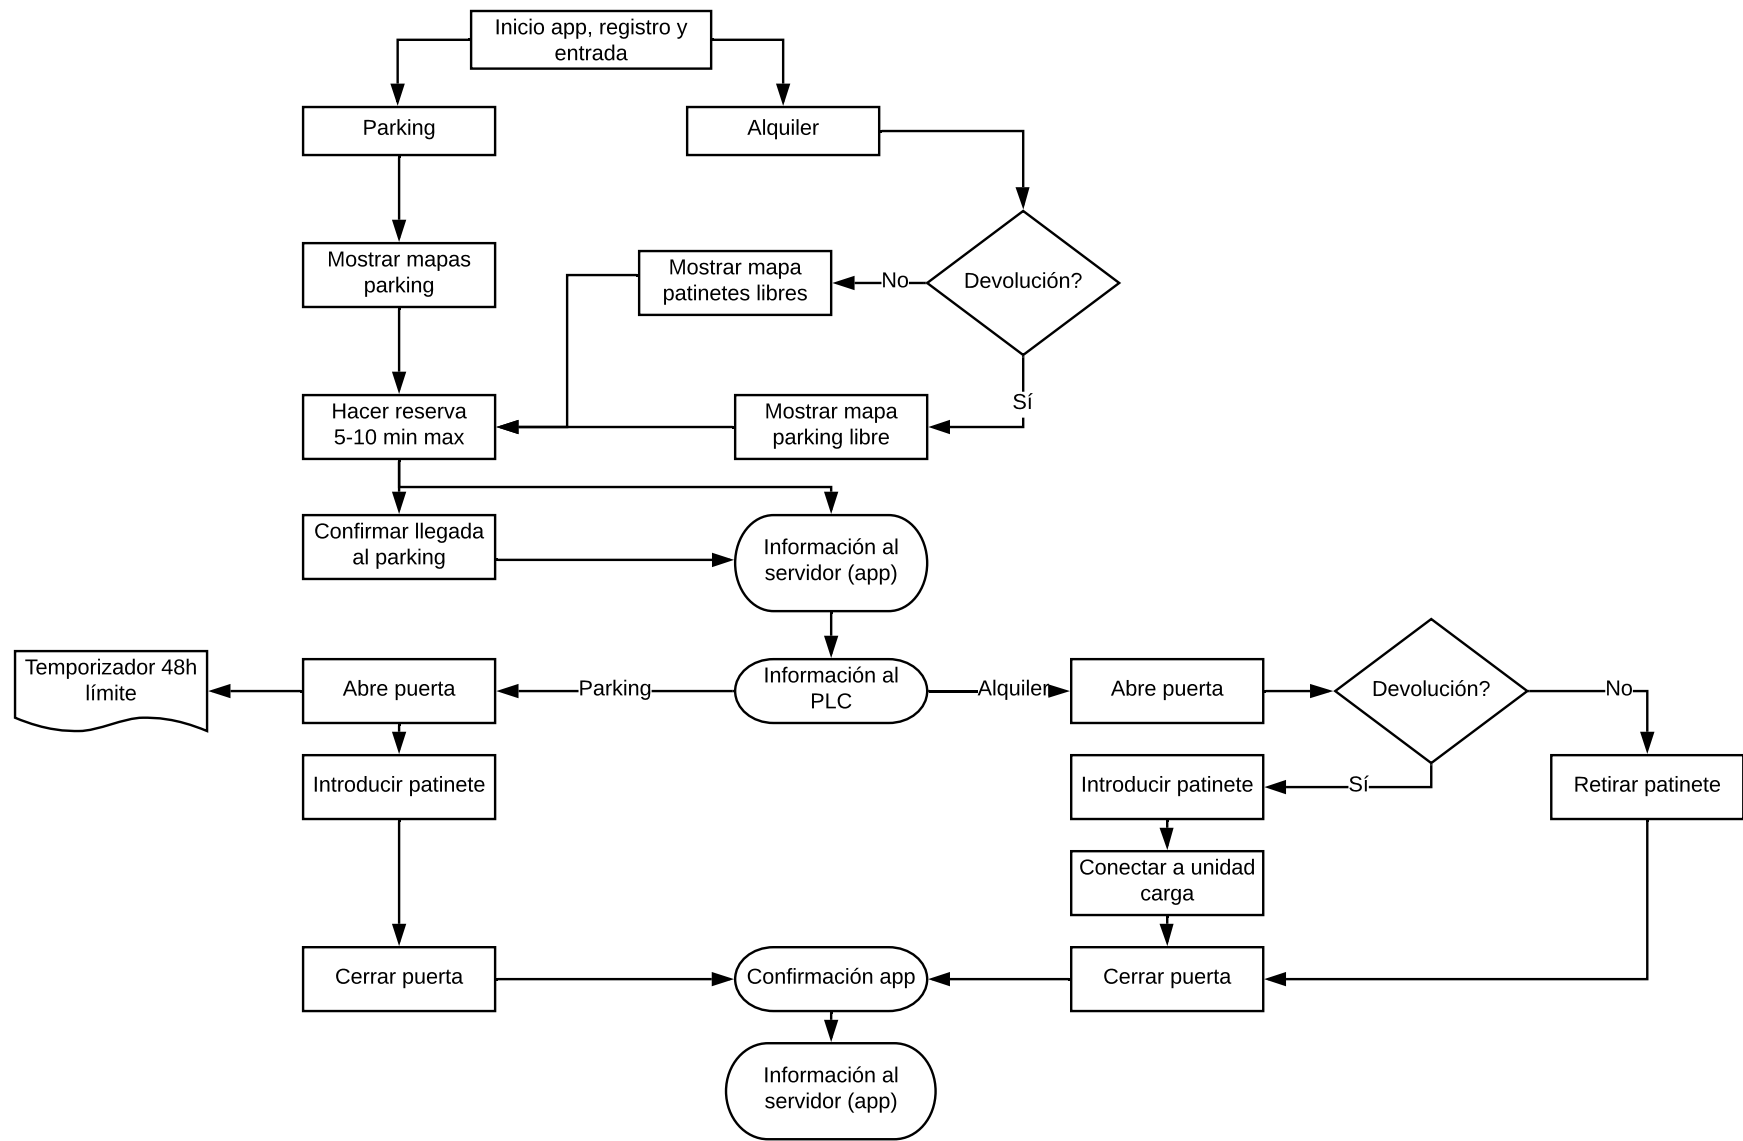 Inicio app, registro y
entrada
Parking
Alquiler
Mostrar mapas
parking
Mostrar mapa
patinetes libres
No
Devolución?
Sí
Hacer reserva
5-10 min max
Mostrar mapa
parking libre
Confirmar llegada
al parking
Información al
servidor (app)
Temporizador 48h
límite
Abre puerta
Parking
Información al
PLC
Alquiler
Abre puerta
Devolución?
No
Introducir patinete
Introducir patinete
Sí
Retirar patinete
Conectar a unidad
carga
Cerrar puerta
Confirmación app
Cerrar puerta
Información al
servidor (app)